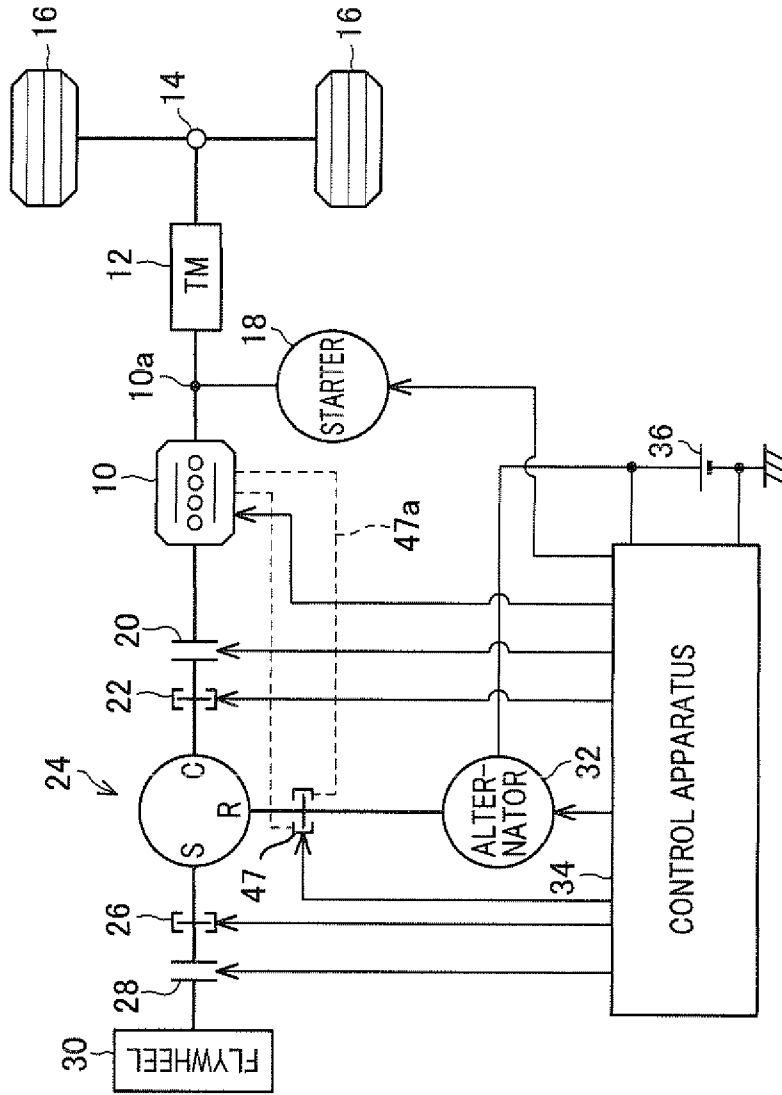 16
14
16
12
TM
10a
18
STARTER
10
47a
36
20
22
24
C
R
S
32
ALTER-
NATOR
47
26
28
34
CONTROL APPARATUS
30
FLYWHEEL